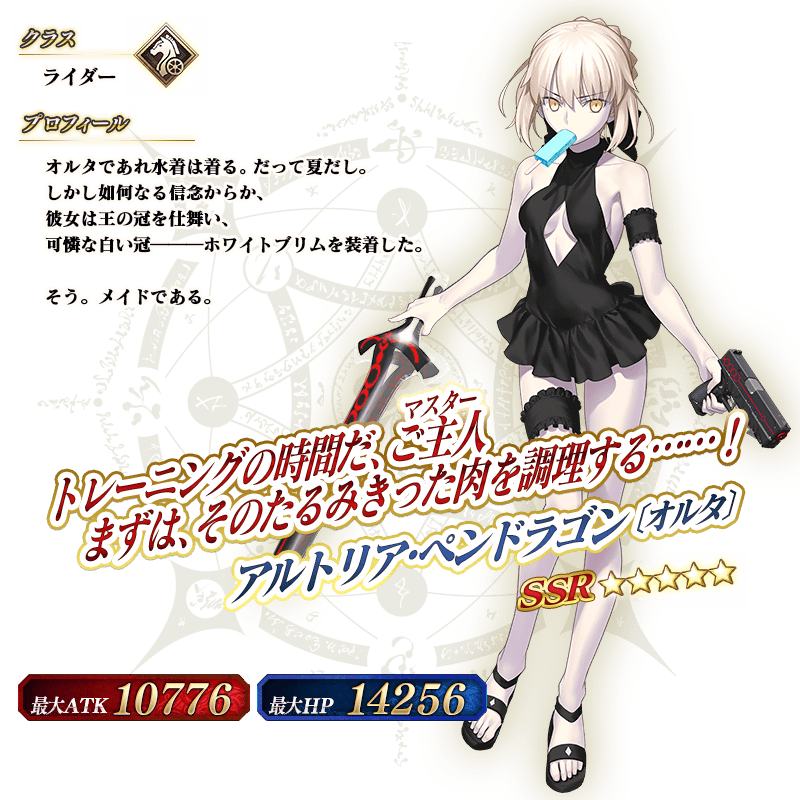 クラス
ライダー
プロフィール
オルタであれ水着は着る。だって夏だし。
しかし如何なる信念からか、
彼女は王の冠を仕舞い、
可憐な白い冠───ホワイトブリムを装着した。
そう。メイドである。
マスター
トレーニングの時間だ、ご主人
まずは、そのたるみきった肉を調理する……！
アルトリア・ペンドラゴン〔オルタ〕
SSR ★★★★★
最大ATK 10776
最大HP 14256